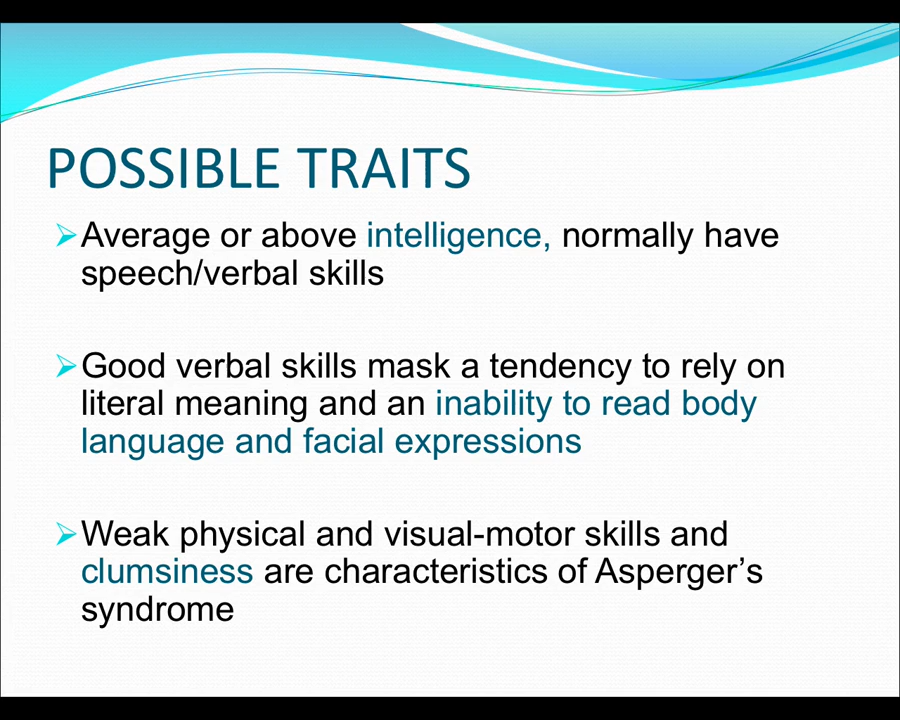 POSSIBLE TRAITS
➢Average or above intelligence, normally have
speech/verbal skills
➢Good verbal skills mask a tendency to rely on
literal meaning and an inability to read body
language and facial expressions
➢Weak physical and visual-motor skills and
clumsiness are characteristics of Asperger’s
syndrome